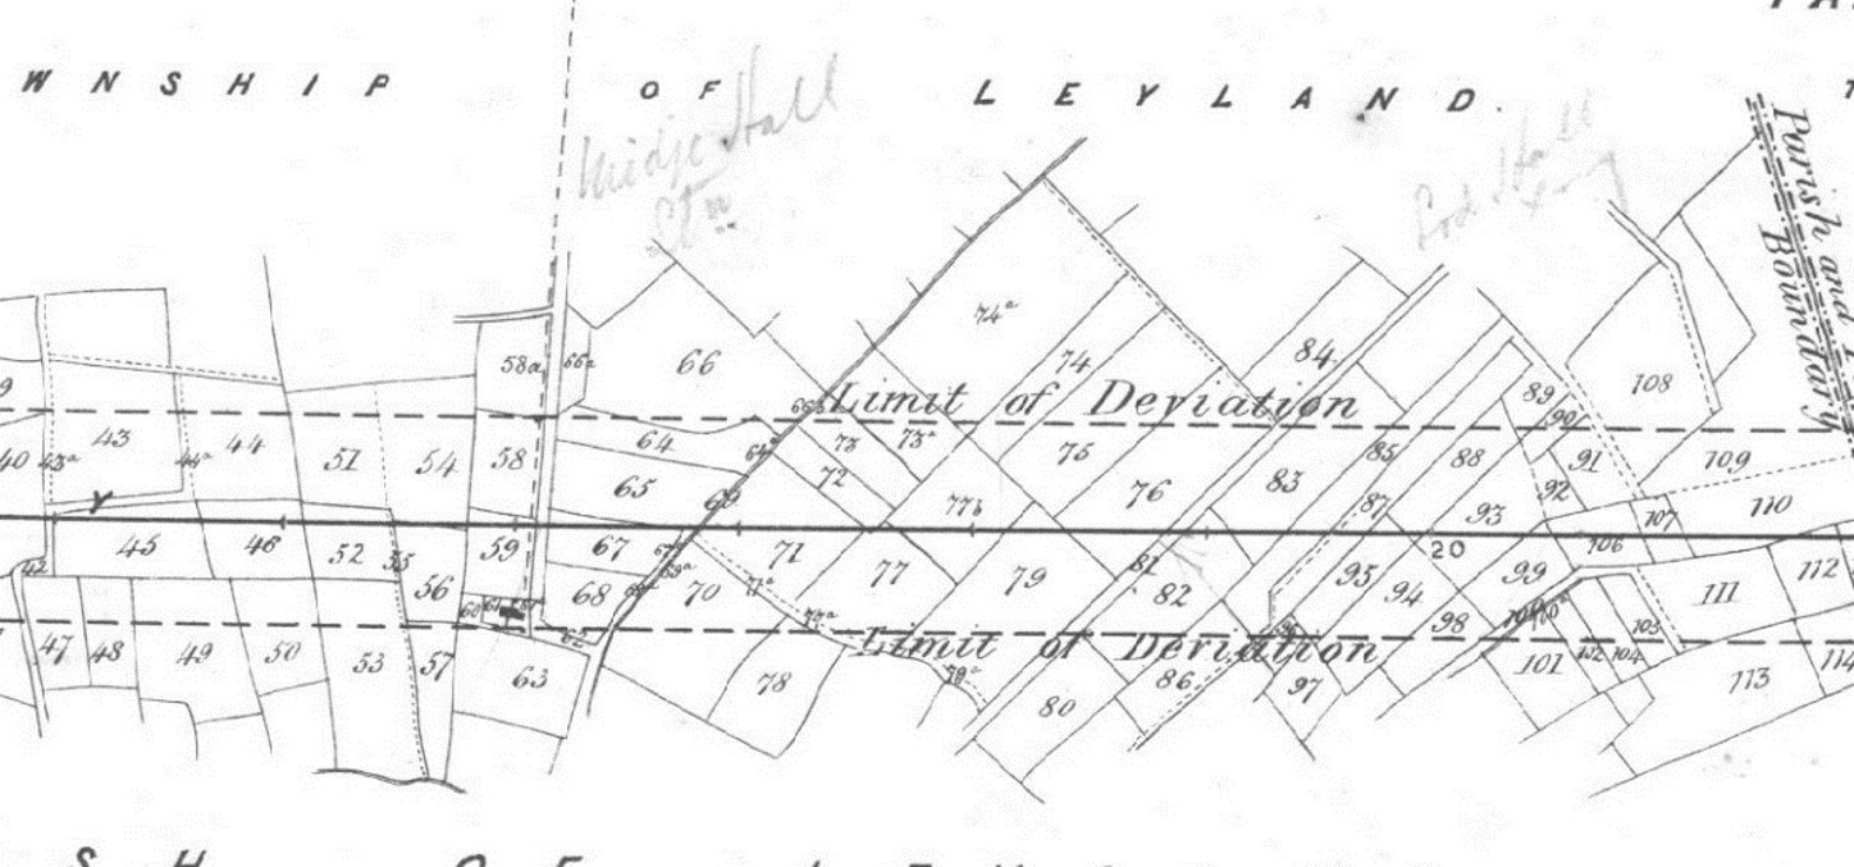 WNSHIP OF LEYLAND.
Midge Hall
Stn
Parish and
Boundary
74a
58a 66a 66 74 84 89 108
Limit of Deviation
43 44 51 54 58 64 73 73a 75 85 88 90 91 109
40 43a 44a 65 72 76 83 87 92 93 110
Y 69 77b 107
45 46 52 55 59 67 71 20 106
42 56 68 70 77 79 81 82 95 94 99 111 112
47 48 49 50 53 57 60 61 62 98 103
Limit of Deviation
63 78 80 86 97 101 102 104 113 114
S H O F